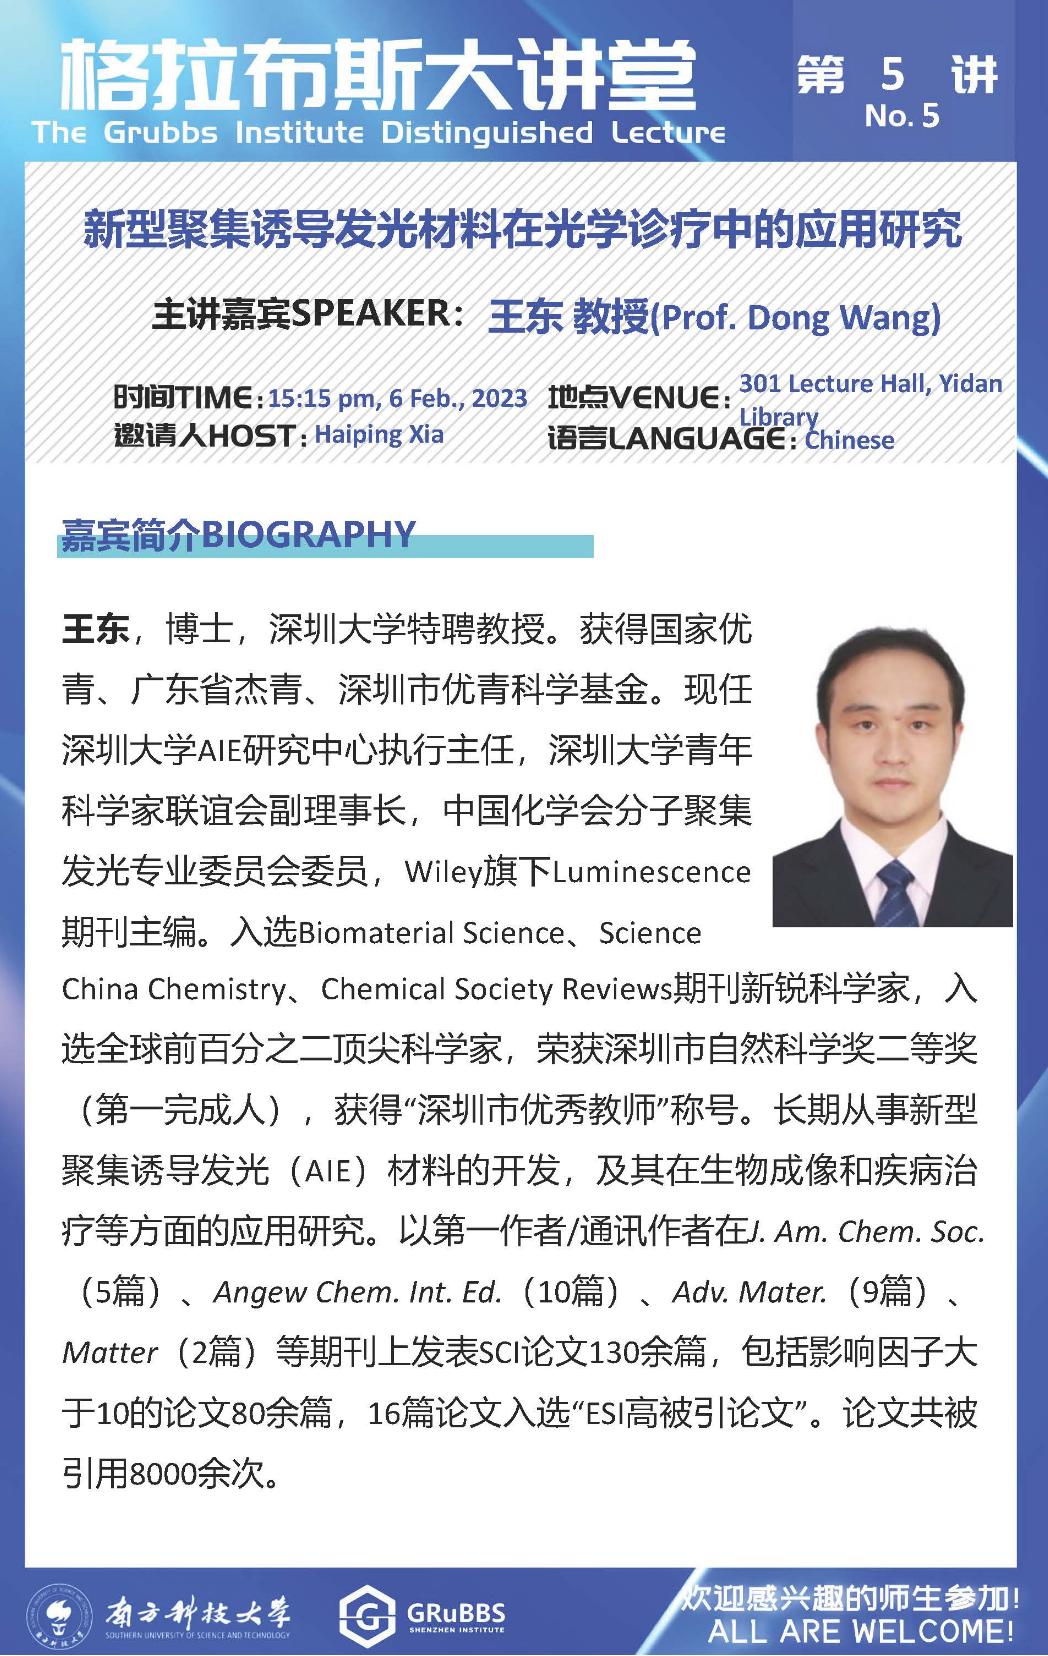 格拉布斯大讲堂
The Grubbs Institute Distinguished Lecture
第 5 讲
No. 5
新型聚集诱导发光材料在光学诊疗中的应用研究
主讲嘉宾SPEAKER：王东 教授(Prof. Dong Wang)
时间TIME:15:15 pm, 6 Feb., 2023
地点VENUE:301 Lecture Hall, Yidan
Library
邀请人HOST:Haiping Xia
语言LANGUAGE:Chinese
嘉宾简介BIOGRAPHY
王东，博士，深圳大学特聘教授。获得国家优
青、广东省杰青、深圳市优青科学基金。现任
深圳大学AIE研究中心执行主任，深圳大学青年
科学家联谊会副理事长，中国化学会分子聚集
发光专业委员会委员，Wiley旗下Luminescence
期刊主编。入选Biomaterial Science、Science
China Chemistry、Chemical Society Reviews期刊新锐科学家，入
选全球前百分之二顶尖科学家，荣获深圳市自然科学奖二等奖
（第一完成人），获得“深圳市优秀教师”称号。长期从事新型
聚集诱导发光（AIE）材料的开发，及其在生物成像和疾病治
疗等方面的应用研究。以第一作者/通讯作者在J. Am. Chem. Soc.
（5篇）、Angew Chem. Int. Ed.（10篇）、Adv. Mater.（9篇）、
Matter（2篇）等期刊上发表SCI论文130余篇，包括影响因子大
于10的论文80余篇，16篇论文入选“ESI高被引论文”。论文共被
引用8000余次。
南方科技大学
SOUTHERN UNIVERSITY OF SCIENCE AND TECHNOLOGY
GRuBBS
SHENZHEN INSTITUTE
欢迎感兴趣的师生参加!
ALL ARE WELCOME!